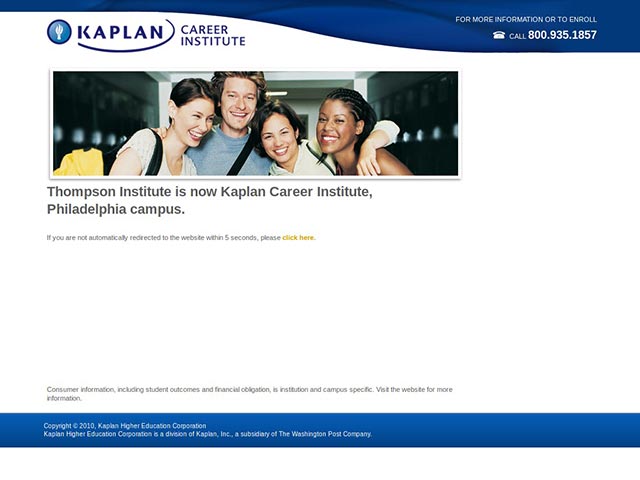 KAPLAN CAREER
INSTITUTE
FOR MORE INFORMATION OR TO ENROLL
CALL 800.935.1857
Thompson Institute is now Kaplan Career Institute,
Philadelphia campus.
If you are not automatically redirected to the website within 5 seconds, please click here.
Consumer information, including student outcomes and financial obligation, is institution and campus specific. Visit the website for more
information.
Copyright © 2010, Kaplan Higher Education Corporation
Kaplan Higher Education Corporation is a division of Kaplan, Inc., a subsidiary of The Washington Post Company.